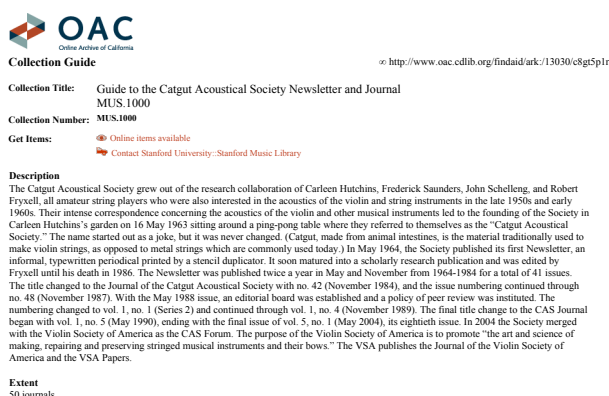 OAC
Online Archive of California
Collection Guide
∞ http://www.oac.cdlib.org/findaid/ark:/13030/c8gt5p1r
Collection Title: Guide to the Catgut Acoustical Society Newsletter and Journal
MUS.1000
Collection Number: MUS.1000
Get Items: Online items available
Contact Stanford University::Stanford Music Library
Description
The Catgut Acoustical Society grew out of the research collaboration of Carleen Hutchins, Frederick Saunders, John Schelleng, and Robert
Fryxell, all amateur string players who were also interested in the acoustics of the violin and string instruments in the late 1950s and early
1960s. Their intense correspondence concerning the acoustics of the violin and other musical instruments led to the founding of the Society in
Carleen Hutchins's garden on 16 May 1963 sitting around a ping-pong table where they referred to themselves as the “Catgut Acoustical
Society.” The name started out as a joke, but it was never changed. (Catgut, made from animal intestines, is the material traditionally used to
make violin strings, as opposed to metal strings which are commonly used today.) In May 1964, the Society published its first Newsletter, an
informal, typewritten periodical printed by a stencil duplicator. It soon matured into a scholarly research publication and was edited by
Fryxell until his death in 1986. The Newsletter was published twice a year in May and November from 1964-1984 for a total of 41 issues.
The title changed to the Journal of the Catgut Acoustical Society with no. 42 (November 1984), and the issue numbering continued through
no. 48 (November 1987). With the May 1988 issue, an editorial board was established and a policy of peer review was instituted. The
numbering changed to vol. 1, no. 1 (Series 2) and continued through vol. 1, no. 4 (November 1989). The final title change to the CAS Journal
began with vol. 1, no. 5 (May 1990), ending with the final issue of vol. 5, no. 1 (May 2004), its eightieth issue. In 2004 the Society merged
with the Violin Society of America as the CAS Forum. The purpose of the Violin Society of America is to promote “the art and science of
making, repairing and preserving stringed musical instruments and their bows.” The VSA publishes the Journal of the Violin Society of
America and the VSA Papers.
Extent
50 journals